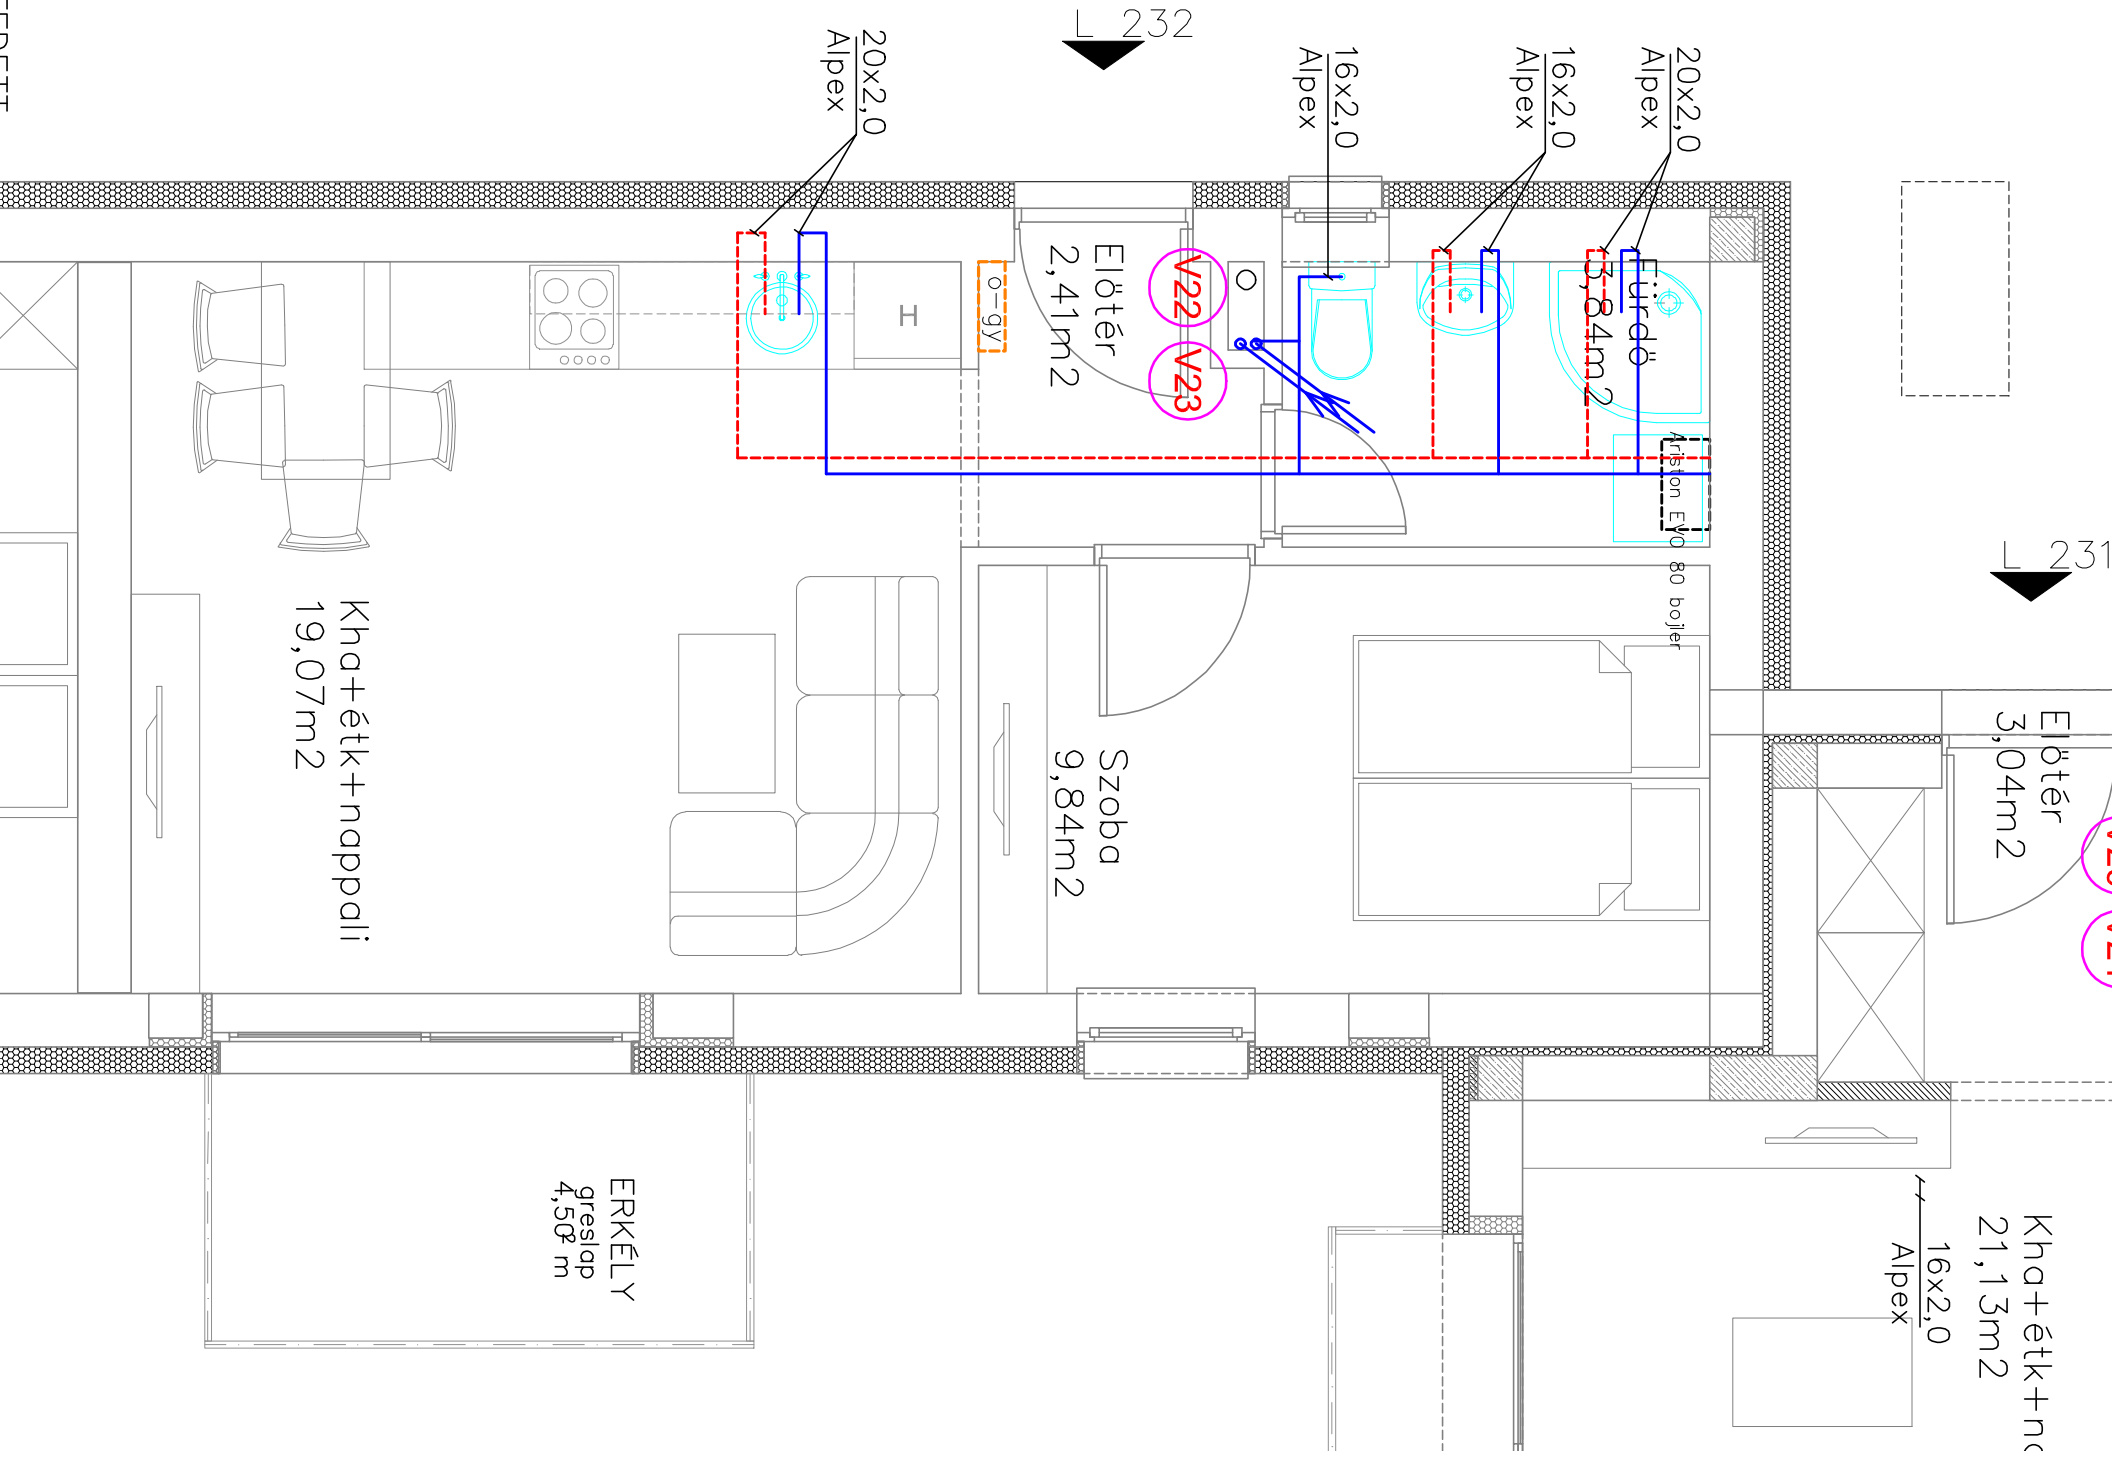 L 232
20x2,0
Alpex
16x2,0
Alpex
16x2,0
Alpex
20x2,0
Alpex
Előtér
2,41m2
V22
V23
o-gy
H
Fürdő
3,84m2
Ariston EVO 80 bojler
L 231
Kha+étk+nappali
19,07m2
Szoba
9,84m2
Előtér
3,04m2
ERKÉLY
greslap
16x2,0
Alpex
Kha+étk+na
21,13m2